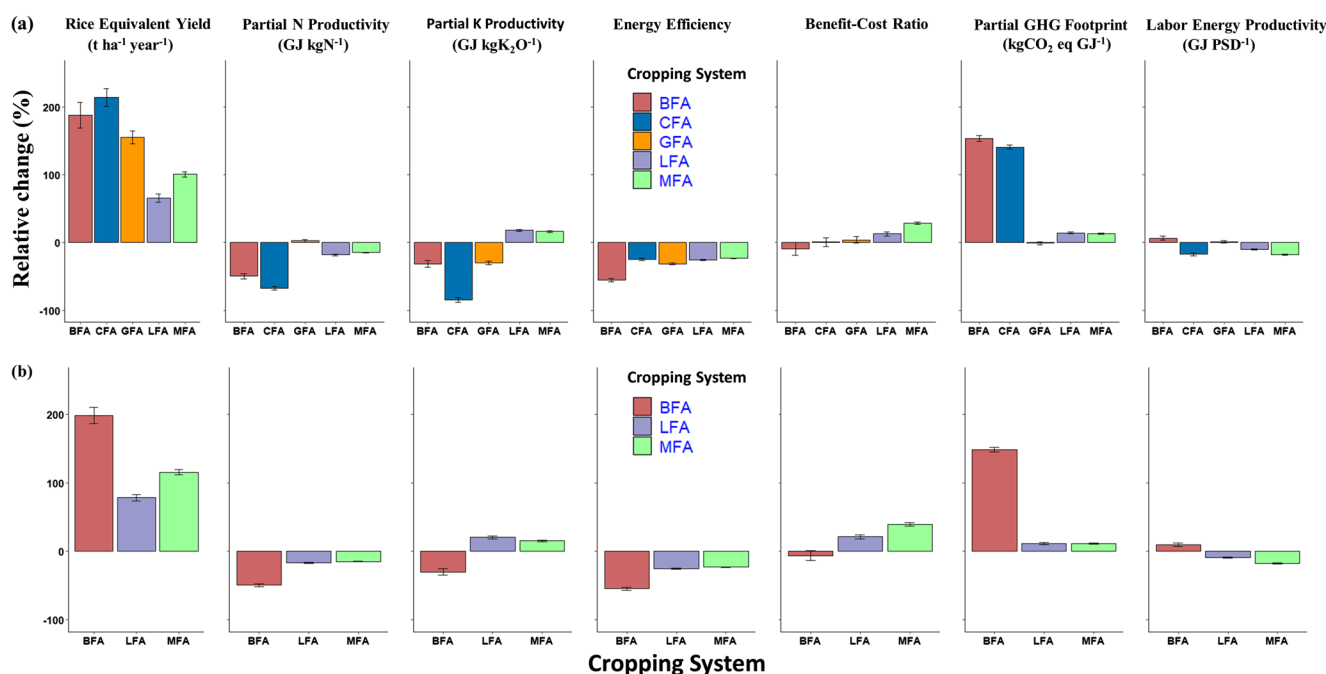 (a)
Rice Equivalent Yield
(t ha⁻¹ year⁻¹)
Partial N Productivity
(GJ kgN⁻¹)
Partial K Productivity
(GJ kgK₂O⁻¹)
Energy Efficiency
Benefit-Cost Ratio
Partial GHG Footprint
(kgCO₂ eq GJ⁻¹)
Labor Energy Productivity
(GJ PSD⁻¹)
Relative change (%)
200
100
0
-100
Cropping System
BFA
CFA
GFA
LFA
MFA
BFA CFA GFA LFA MFA
BFA CFA GFA LFA MFA
BFA CFA GFA LFA MFA
BFA CFA GFA LFA MFA
BFA CFA GFA LFA MFA
BFA CFA GFA LFA MFA
BFA CFA GFA LFA MFA
(b)
200
100
0
-100
Cropping System
BFA
LFA
MFA
BFA LFA MFA
BFA LFA MFA
BFA LFA MFA
BFA LFA MFA
BFA LFA MFA
BFA LFA MFA
BFA LFA MFA
Cropping System